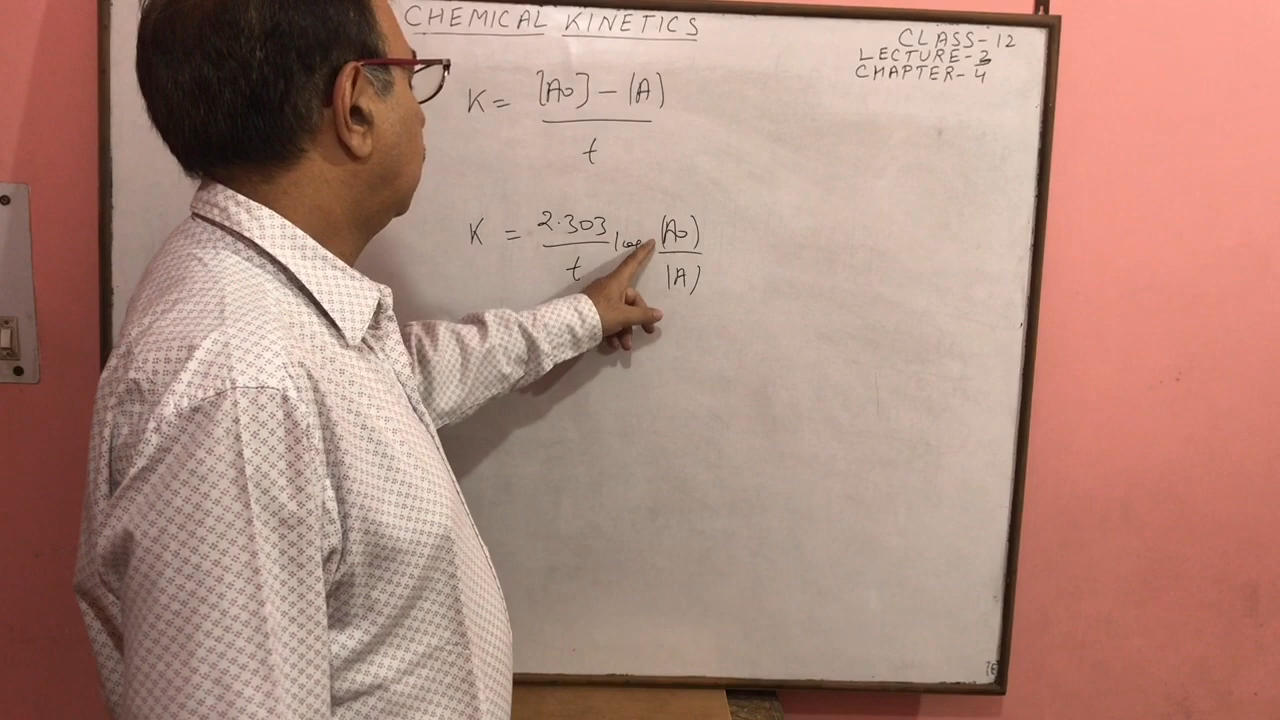 CHEMICAL KINETICS
CLASS-12
LECTURE-3
CHAPTER-4
K = [A0] - [A]
t
K = 2.303 log [A0]
t [A]